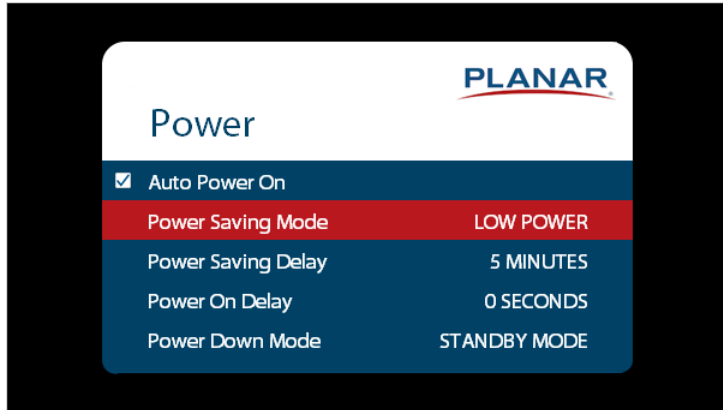 PLANAR
Power
Auto Power On
Power Saving Mode LOW POWER
Power Saving Delay 5 MINUTES
Power On Delay 0 SECONDS
Power Down Mode STANDBY MODE